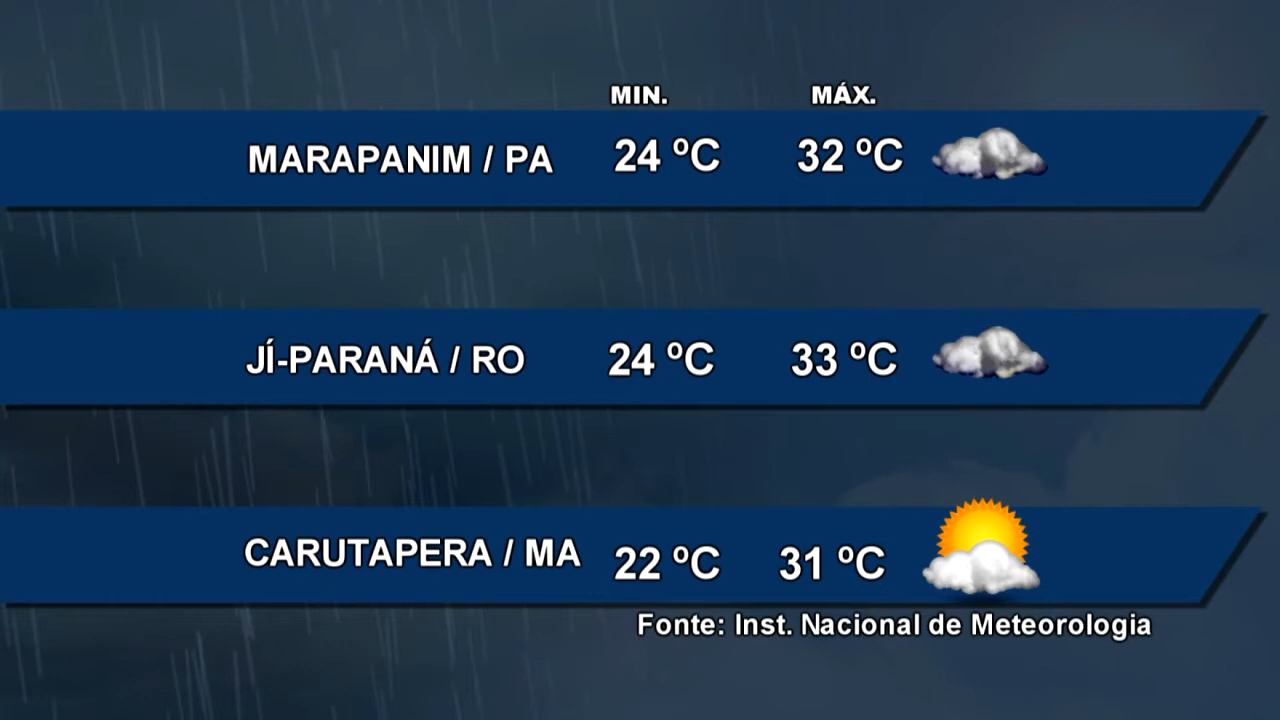 MIN. MÁX.
MARAPANIM / PA 24 ºC 32 ºC
JÍ-PARANÁ / RO 24 ºC 33 ºC
CARUTAPERA / MA 22 ºC 31 ºC
Fonte: Inst. Nacional de Meteorologia